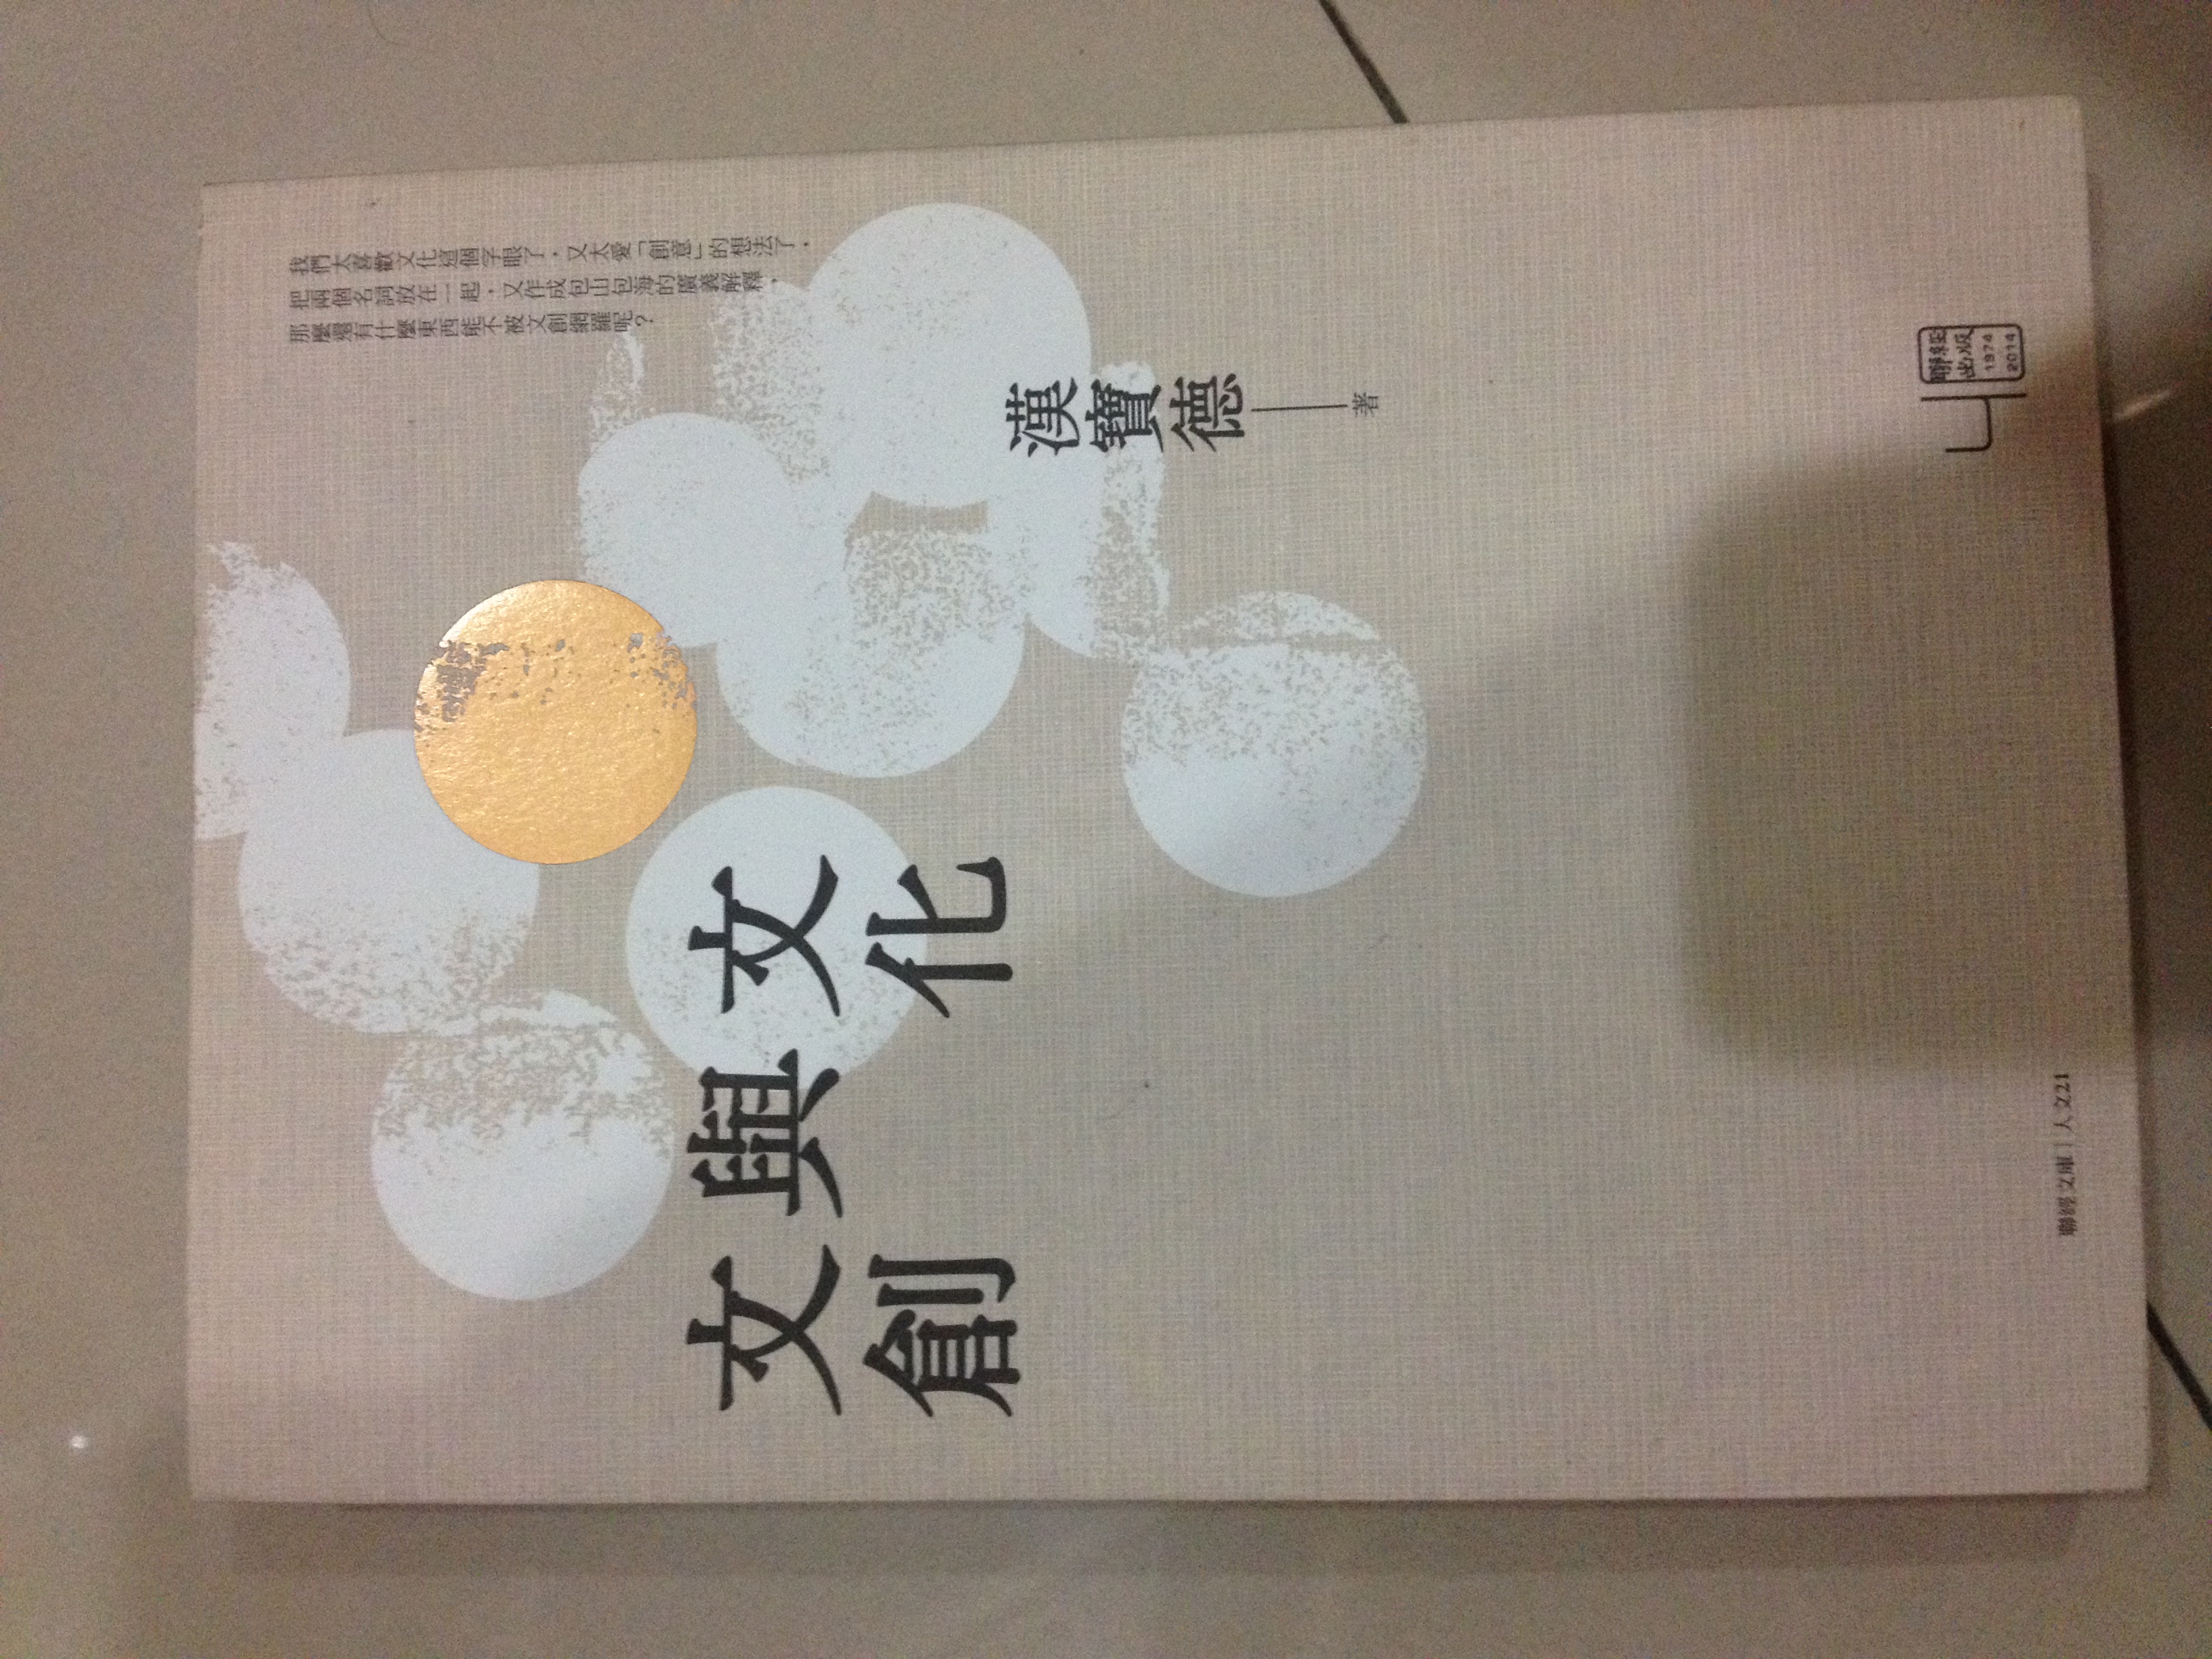 我們太喜歡文化這個字眼了，又太愛「創意」的想法了，
把兩個名詞放在一起，又作成包山包海的廣義解釋，
那麼還有什麼東西能不被文創網羅呢？
文化
與
文創
漢寶德——著
聯經
出版
1974
2014
聯經文庫｜人文21